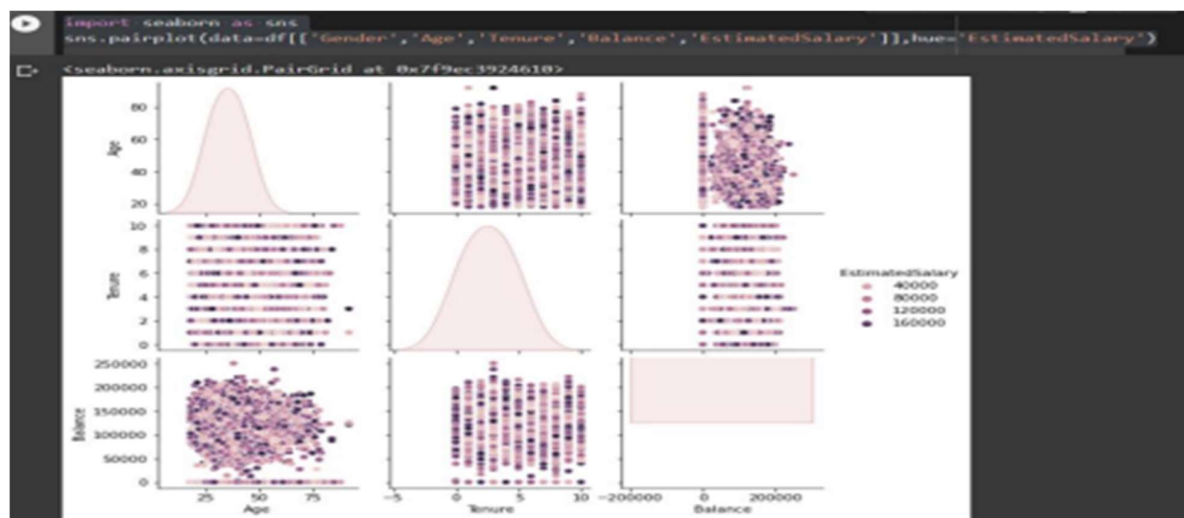 import seaborn as sns
sns.pairplot(data=df[['Gender','Age','Tenure','Balance','EstimatedSalary']],hue='EstimatedSalary')
<seaborn.axisgrid.PairGrid at 0x7f9ec3924610>
80
60
40
20
Age
25 50 75
10
8
6
4
2
0
Tenure
EstimatedSalary
40000
80000
120000
160000
250000
200000
150000
100000
50000
0
Balance
25 50 75
-5 0 5 10
-200000 0 200000
Age
Tenure
Balance